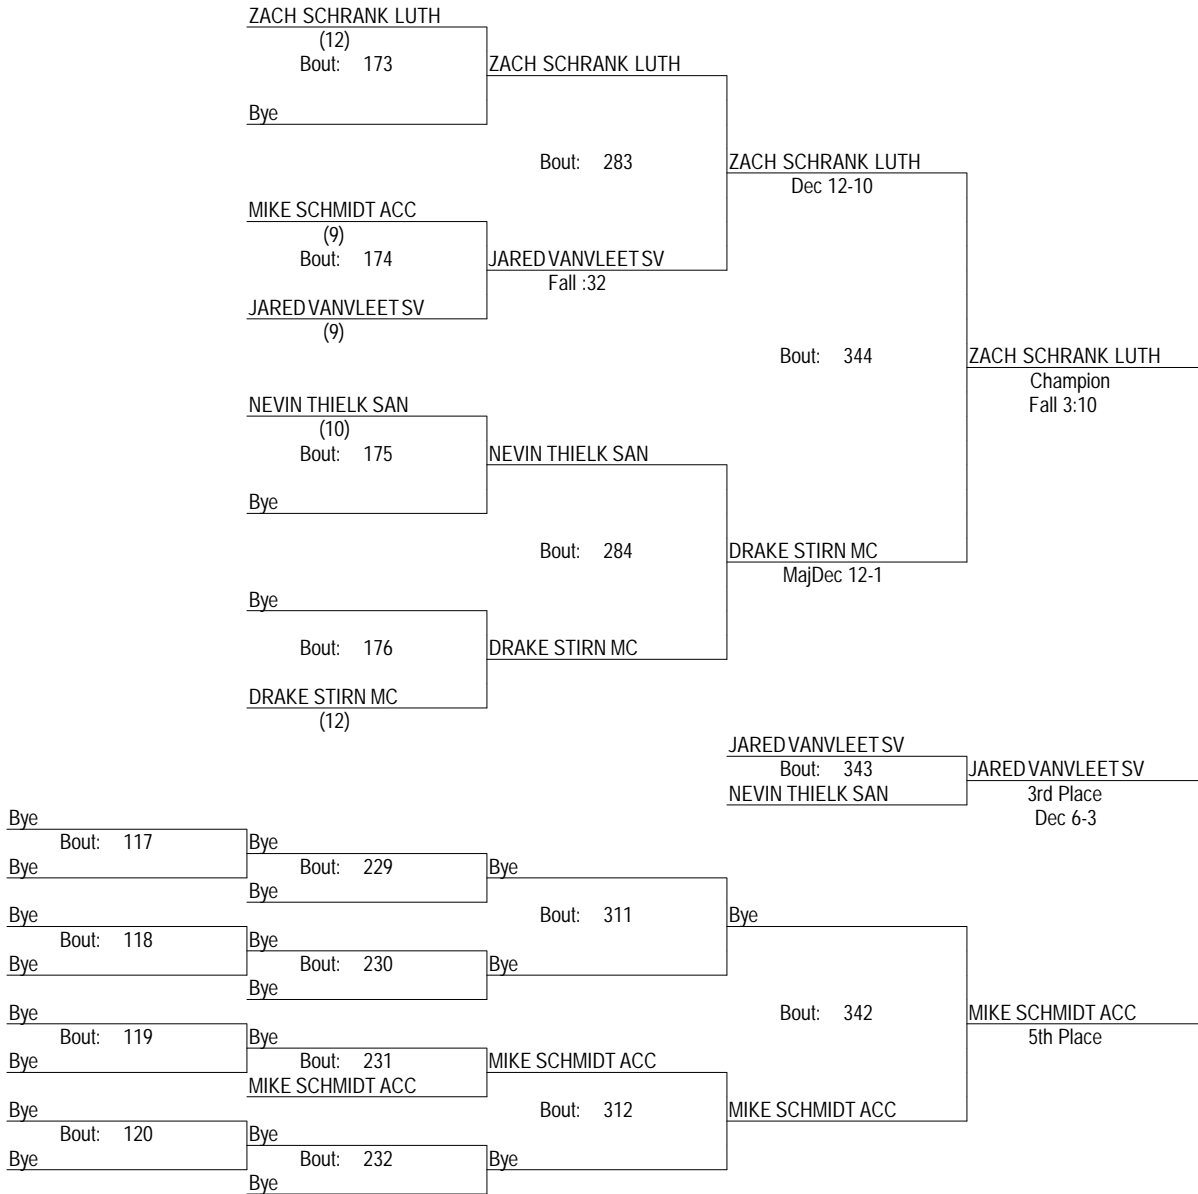 ZACH SCHRANK LUTH
(12)
Bout: 173
ZACH SCHRANK LUTH
Bye
Bout: 283
ZACH SCHRANK LUTH
Dec 12-10
MIKE SCHMIDT ACC
(9)
Bout: 174
JARED VANVLEET SV
Fall :32
JARED VANVLEET SV
(9)
Bout: 344
ZACH SCHRANK LUTH
Champion
Fall 3:10
NEVIN THIELK SAN
(10)
Bout: 175
NEVIN THIELK SAN
Bye
Bout: 284
DRAKE STIRN MC
MajDec 12-1
Bye
Bout: 176
DRAKE STIRN MC
DRAKE STIRN MC
(12)
JARED VANVLEET SV
Bout: 343
JARED VANVLEET SV
NEVIN THIELK SAN
3rd Place
Dec 6-3
Bye
Bout: 117
Bye
Bye
Bout: 229
Bye
Bye
Bye
Bout: 118
Bye
Bye
Bout: 230
Bye
Bye
Bout: 311
Bye
Bye
Bout: 119
Bye
Bye
Bout: 231
MIKE SCHMIDT ACC
MIKE SCHMIDT ACC
Bout: 342
MIKE SCHMIDT ACC
5th Place
Bye
Bout: 120
Bye
Bye
Bout: 232
Bye
Bye
Bout: 312
MIKE SCHMIDT ACC